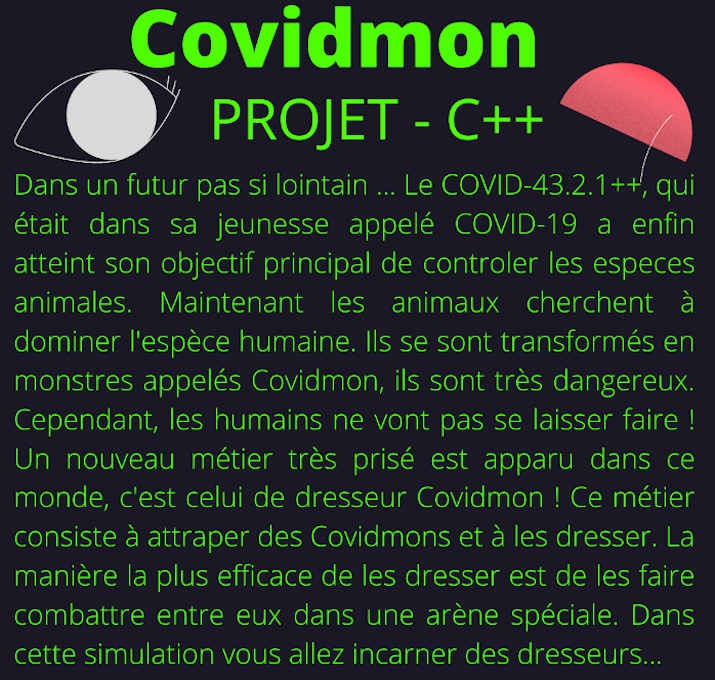 Covidmon
PROJET - C++
Dans un futur pas si lointain ... Le COVID-43.2.1++, qui
était dans sa jeunesse appelé COVID-19 a enfin
atteint son objectif principal de controler les especes
animales. Maintenant les animaux cherchent à
dominer l'espèce humaine. Ils se sont transformés en
monstres appelés Covidmon, ils sont très dangereux.
Cependant, les humains ne vont pas se laisser faire !
Un nouveau métier très prisé est apparu dans ce
monde, c'est celui de dresseur Covidmon ! Ce métier
consiste à attraper des Covidmons et à les dresser. La
manière la plus efficace de les dresser est de les faire
combattre entre eux dans une arène spéciale. Dans
cette simulation vous allez incarner des dresseurs...